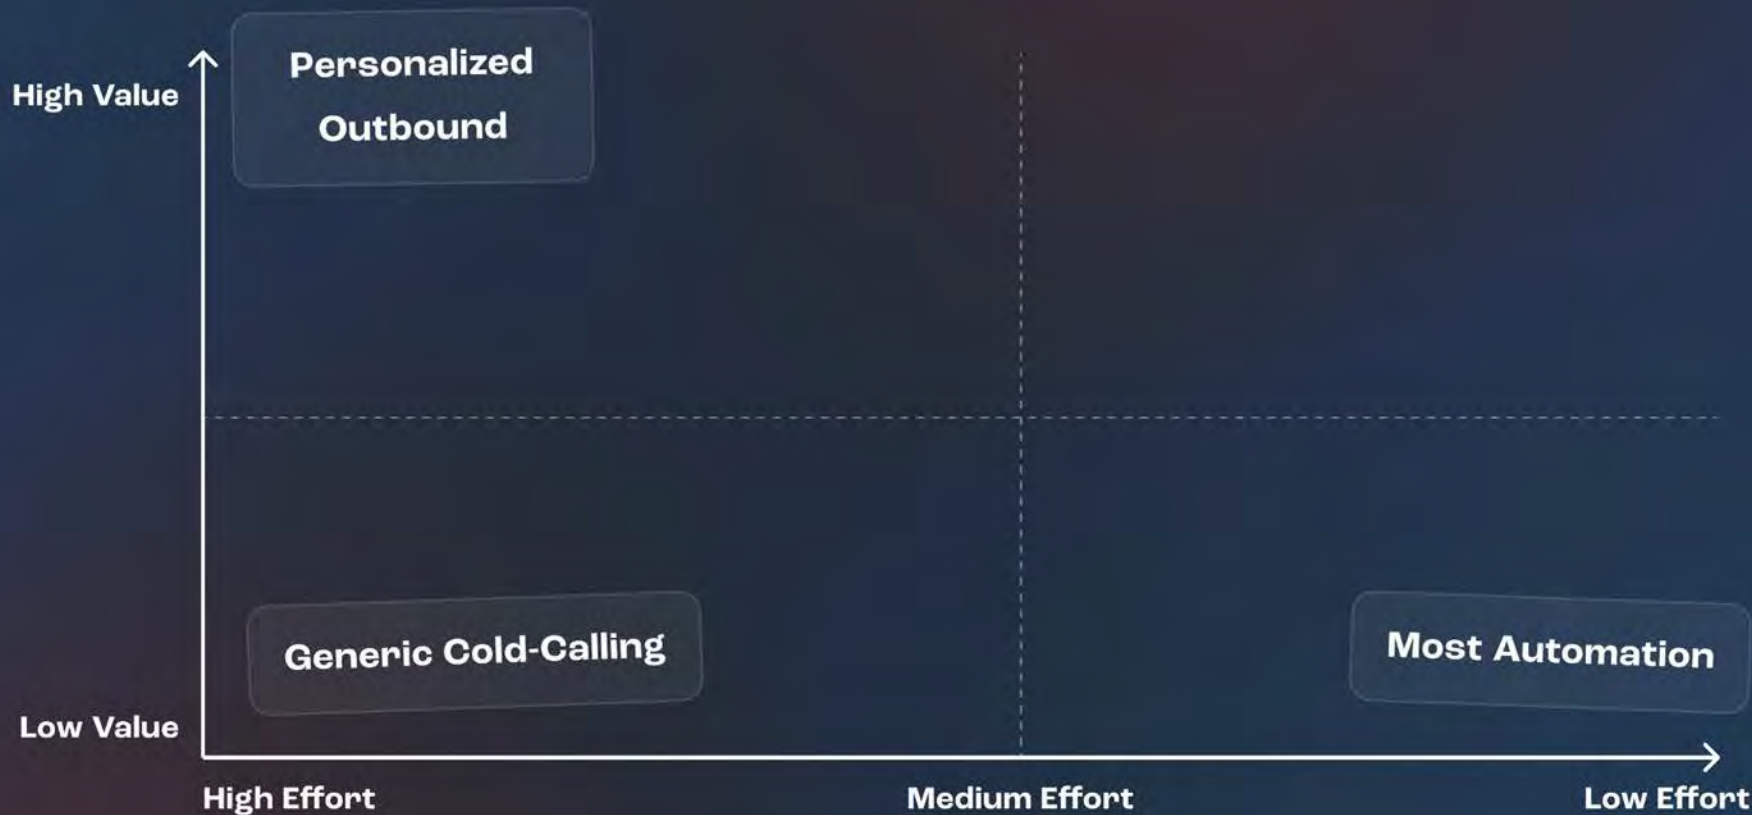 Personalized
Outbound
High Value
Generic Cold-Calling
Most Automation
Low Value
High Effort
Medium Effort
Low Effort